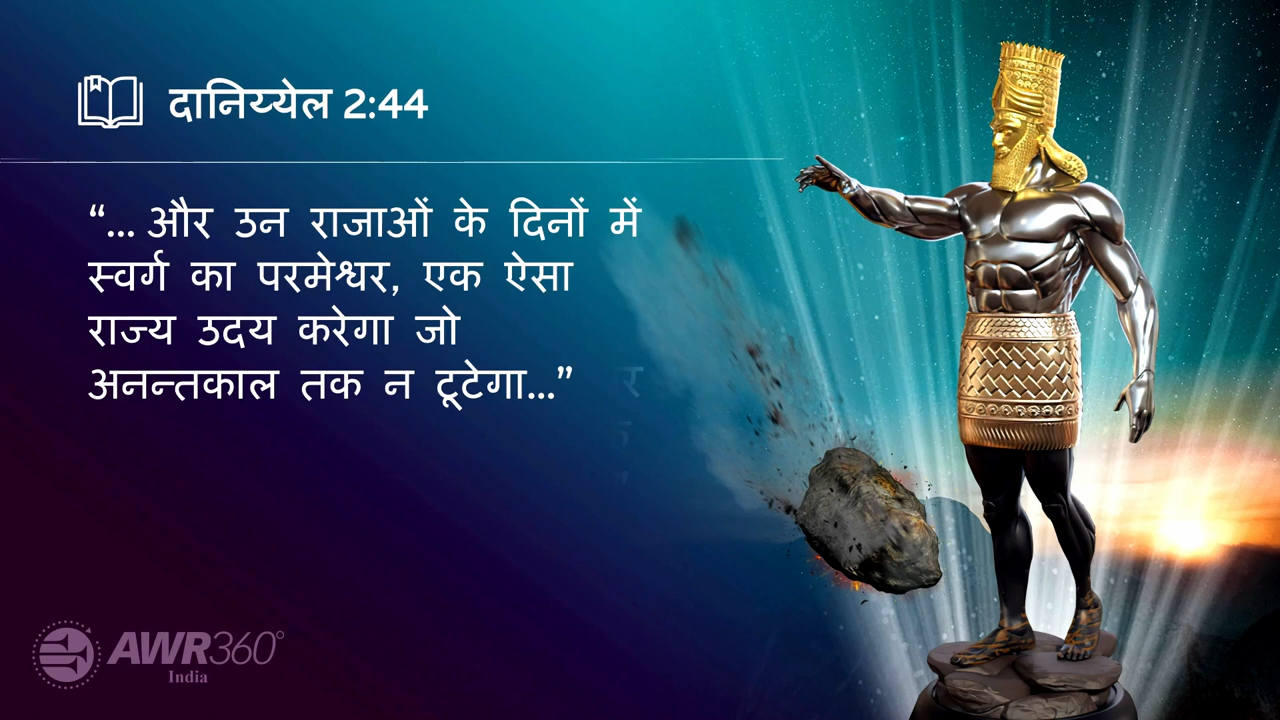 दानिय्येल 2:44
“... और उन राजाओं के दिनों में
स्वर्ग का परमेश्वर, एक ऐसा
राज्य उदय करेगा जो
अनन्तकाल तक न टूटेगा...”
AWR360°
India